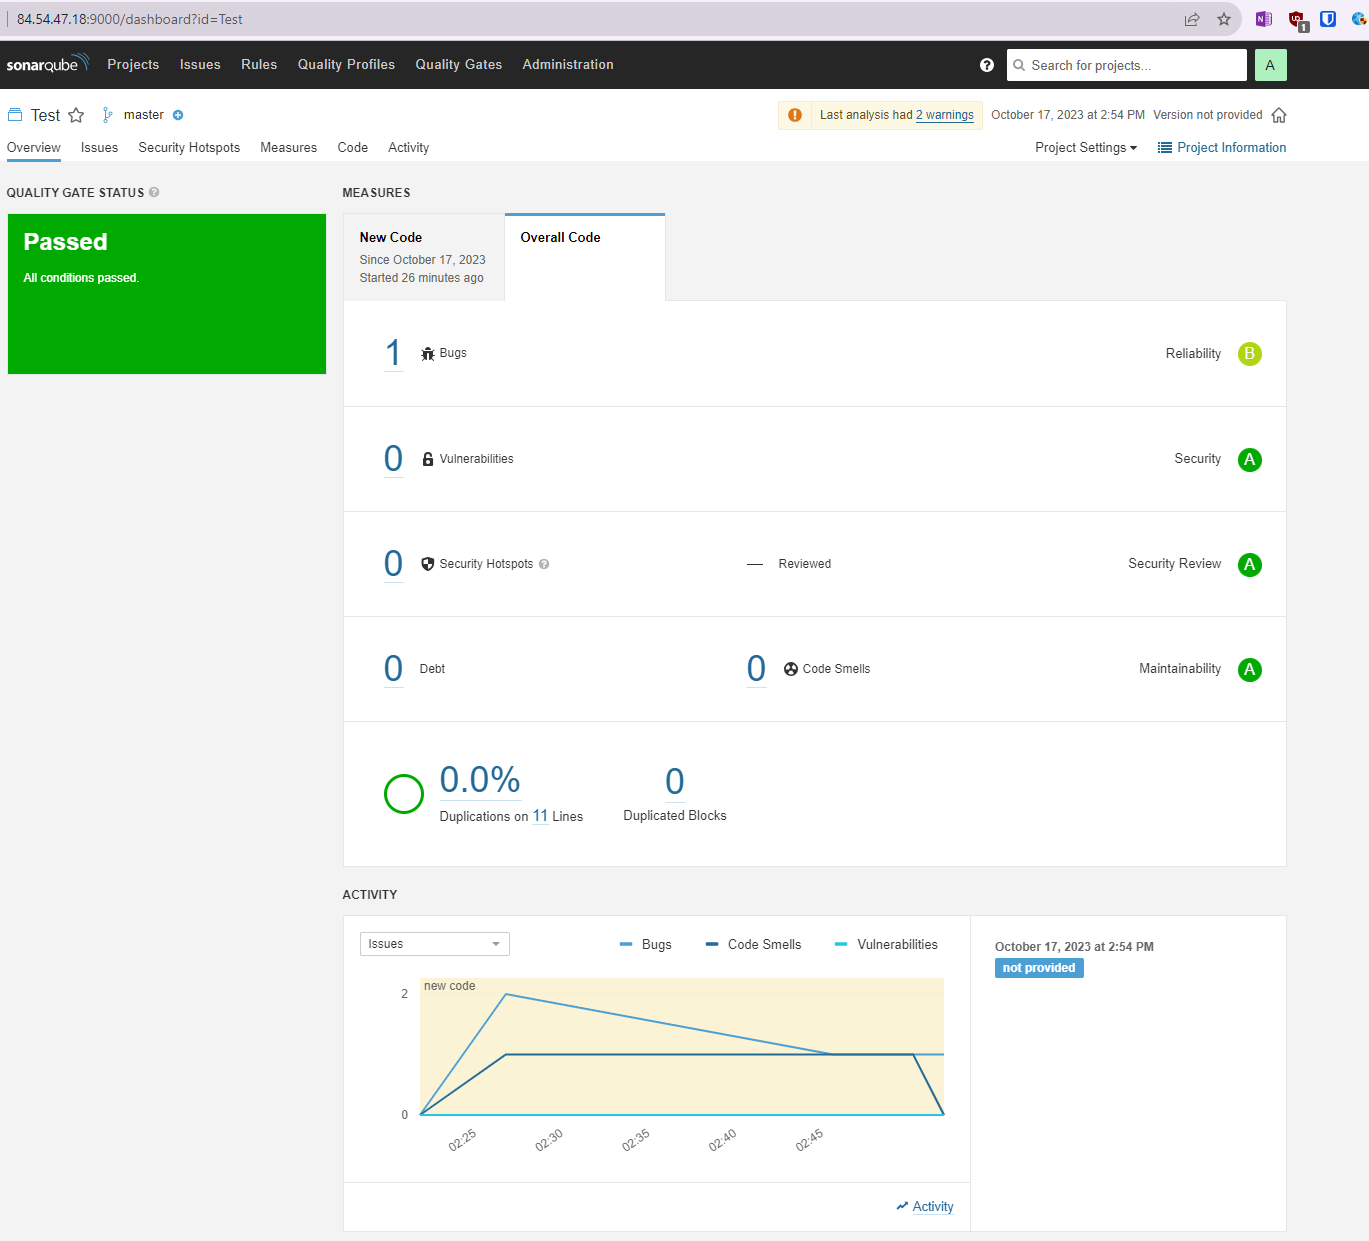 84.54.47.18:9000/dashboard?id=Test
1
sonarqube Projects Issues Rules Quality Profiles Quality Gates Administration Search for projects... A
Test master Last analysis had 2 warnings October 17, 2023 at 2:54 PM Version not provided
Overview Issues Security Hotspots Measures Code Activity Project Settings Project Information
QUALITY GATE STATUS
Passed
All conditions passed.
MEASURES
New Code
Since October 17, 2023
Started 26 minutes ago
Overall Code
1 Bugs Reliability B
0 Vulnerabilities Security A
0 Security Hotspots — Reviewed Security Review A
0 Debt 0 Code Smells Maintainability A
0.0%
Duplications on 11 Lines
0
Duplicated Blocks
ACTIVITY
Issues Bugs Code Smells Vulnerabilities
new code
2
0
02:25 02:30 02:35 02:40 02:45
Activity
October 17, 2023 at 2:54 PM
not provided